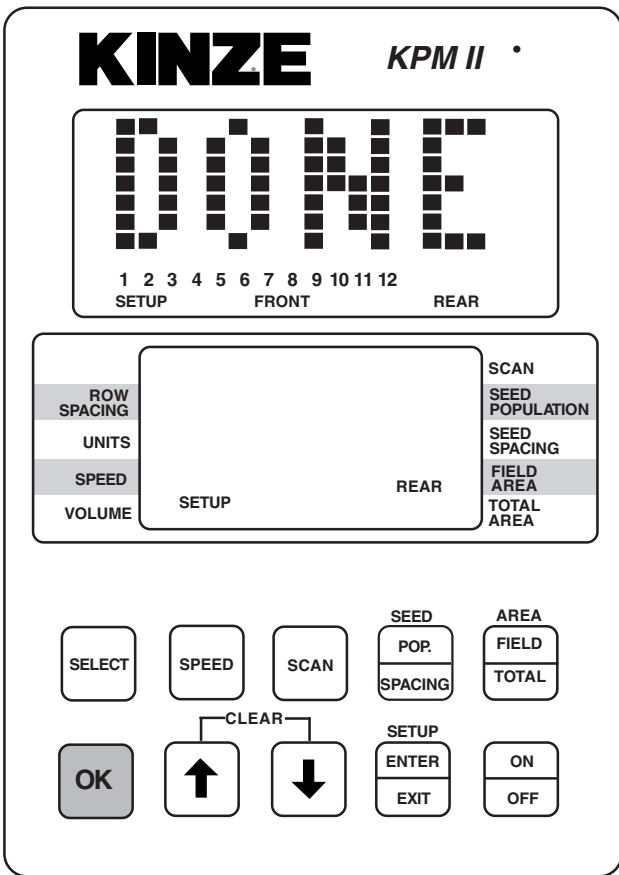 KINZE® KPM II
DONE
1 2 3 4 5 6 7 8 9 10 11 12
SETUP FRONT REAR
SCAN
ROW SPACING
SEED POPULATION
UNITS
SEED SPACING
SPEED
FIELD AREA
SETUP REAR
VOLUME
TOTAL AREA
SEED AREA
SELECT SPEED SCAN POP. SPACING FIELD TOTAL
CLEAR
SETUP
OK ENTER EXIT ON OFF